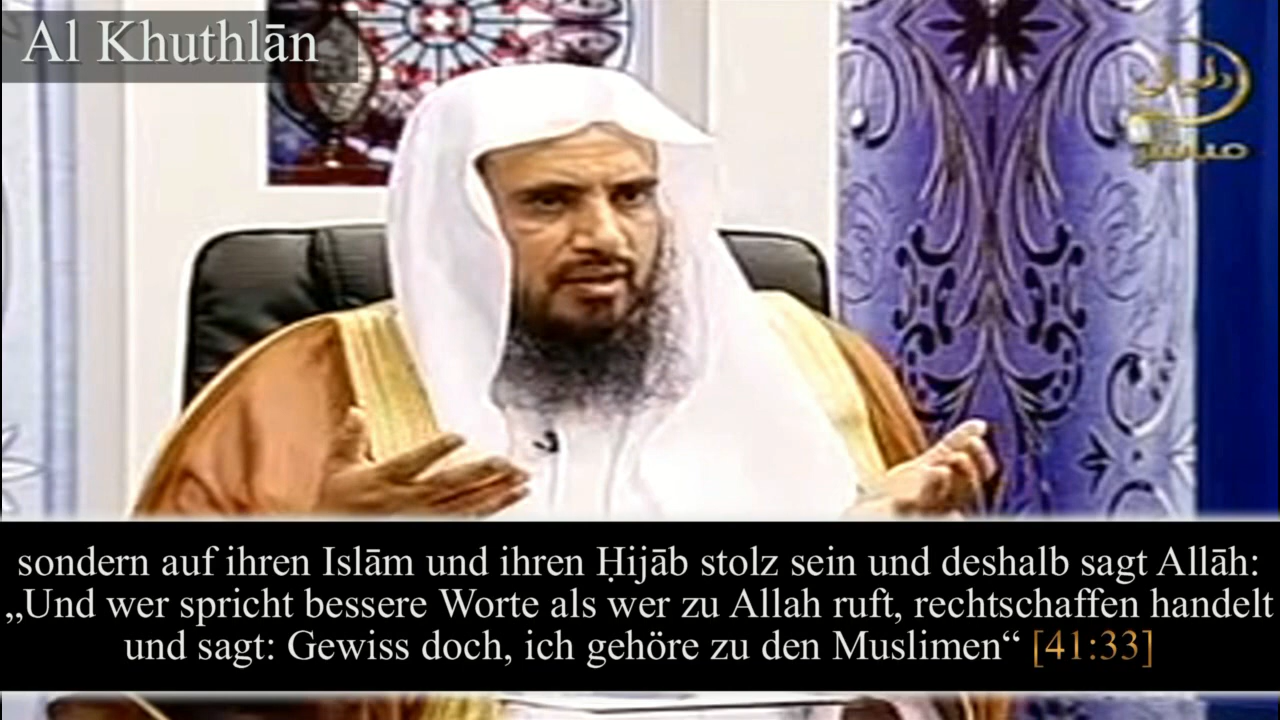 Al Khuthlān
دليل
مباشر
sondern auf ihren Islām und ihren Ḥijāb stolz sein und deshalb sagt Allāh:
„Und wer spricht bessere Worte als wer zu Allah ruft, rechtschaffen handelt
und sagt: Gewiss doch, ich gehöre zu den Muslimen“ [41:33]